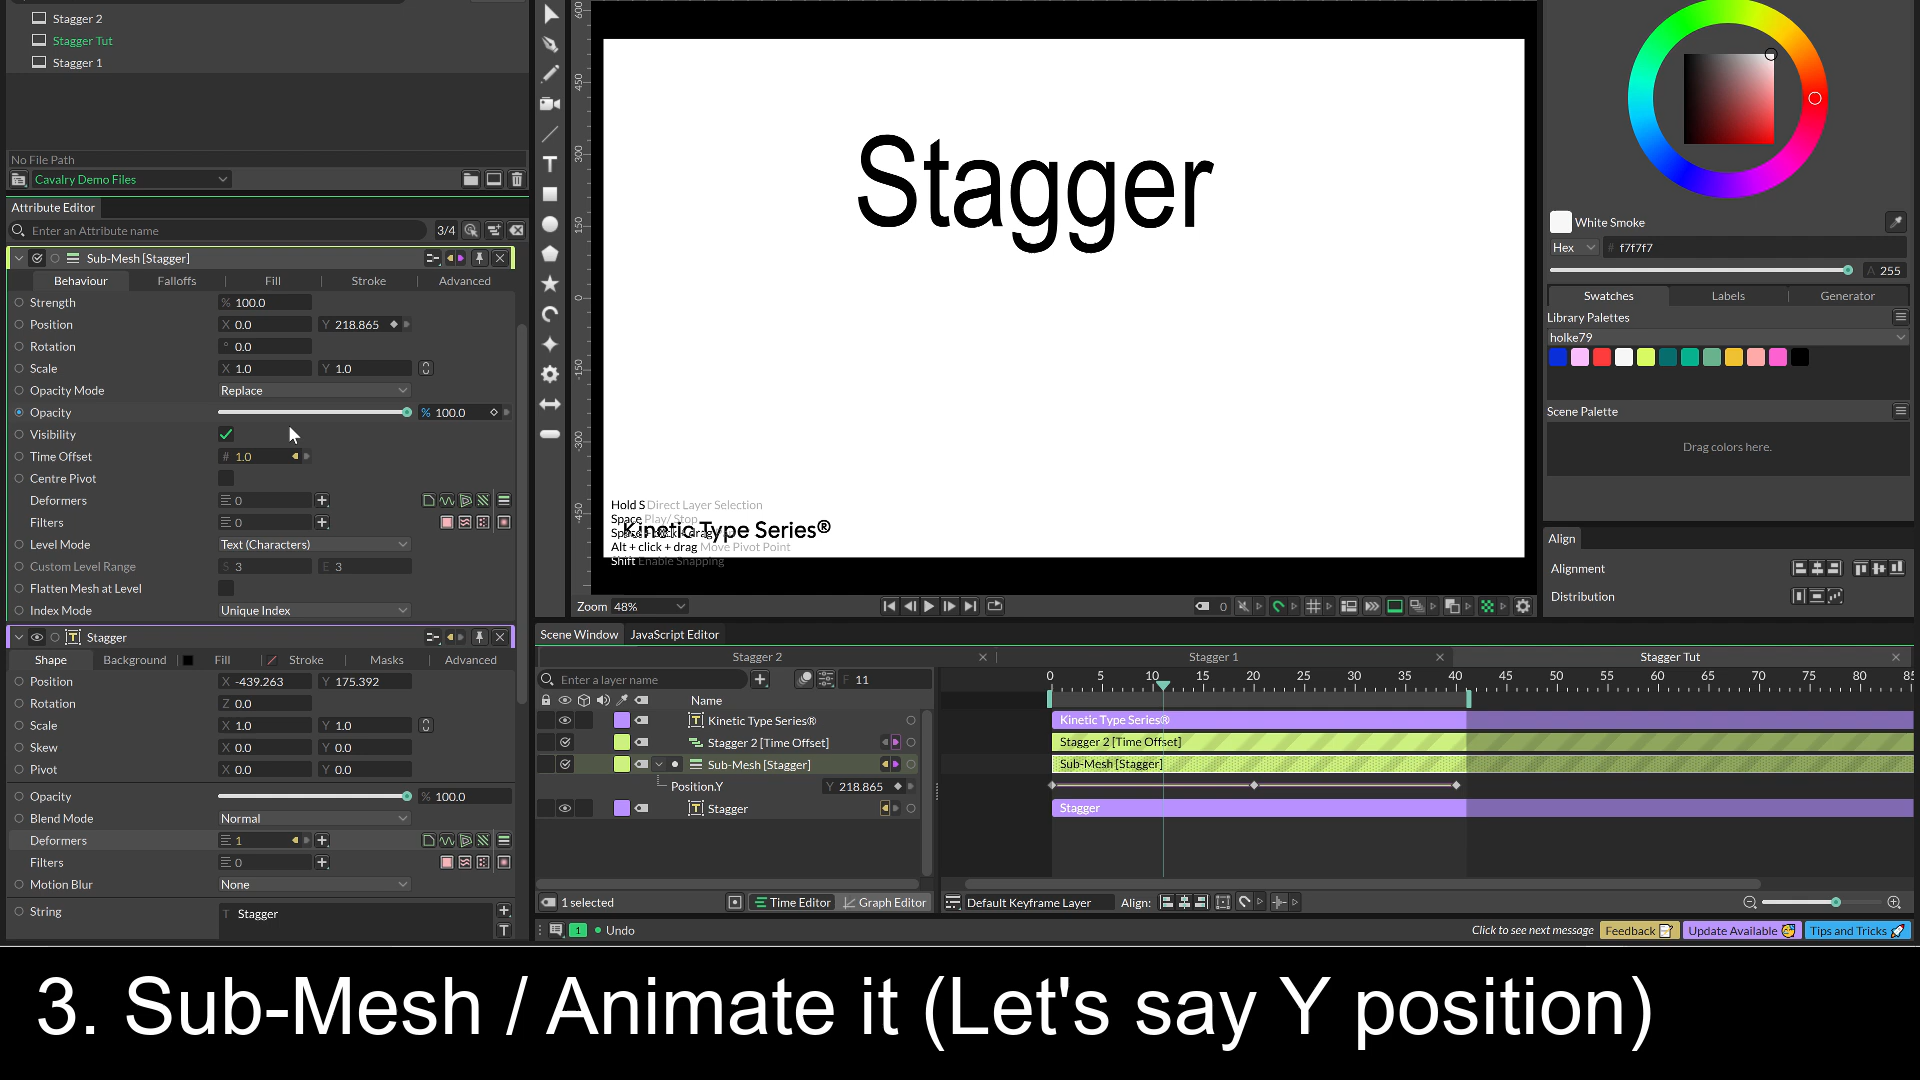 Stagger 2
Stagger Tut
Stagger 1
No File Path
Cavalry Demo Files
Attribute Editor
Enter an Attribute name
3/4
Sub-Mesh [Stagger]
Behaviour Falloffs Fill Stroke Advanced
Strength % 100.0
Position X 0.0 Y 218.865
Rotation ° 0.0
Scale X 1.0 Y 1.0
Opacity Mode Replace
Opacity % 100.0
Visibility
Time Offset # 1.0
Centre Pivot
Deformers 0
Filters 0
Level Mode Text (Characters)
Custom Level Range S 3 E 3
Flatten Mesh at Level
Index Mode Unique Index
Stagger
Shape Background Fill Stroke Masks Advanced
Position X -439.263 Y 175.392
Rotation Z 0.0
Scale X 1.0 Y 1.0
Skew X 0.0 Y 0.0
Pivot X 0.0 Y 0.0
Opacity % 100.0
Blend Mode Normal
Deformers 1
Filters 0
Motion Blur None
String T Stagger
600
450
300
150
0
-150
-300
-450
Stagger
Hold S Direct Layer Selection
Space Play/ Stop
Kinetic Type Series®
Alt + click + drag Move Pivot Point
Shift Enable Snapping
Zoom 48%
0
Scene Window JavaScript Editor
Stagger 2 Stagger 1 Stagger Tut
Enter a layer name F 11
0 5 10 15 20 25 30 35 40 45 50 55 60 65 70 75 80 85
Name
Kinetic Type Series® Kinetic Type Series®
Stagger 2 [Time Offset] Stagger 2 [Time Offset]
Sub-Mesh [Stagger] Sub-Mesh [Stagger]
Position.Y Y 218.865
Stagger Stagger
1 selected Time Editor Graph Editor Default Keyframe Layer Align:
1 Undo
Click to see next message Feedback Update Available Tips and Tricks
White Smoke
Hex # f7f7f7
A 255
Swatches Labels Generator
Library Palettes
holke79
Scene Palette
Drag colors here.
Align
Alignment
Distribution
3. Sub-Mesh / Animate it (Let's say Y position)